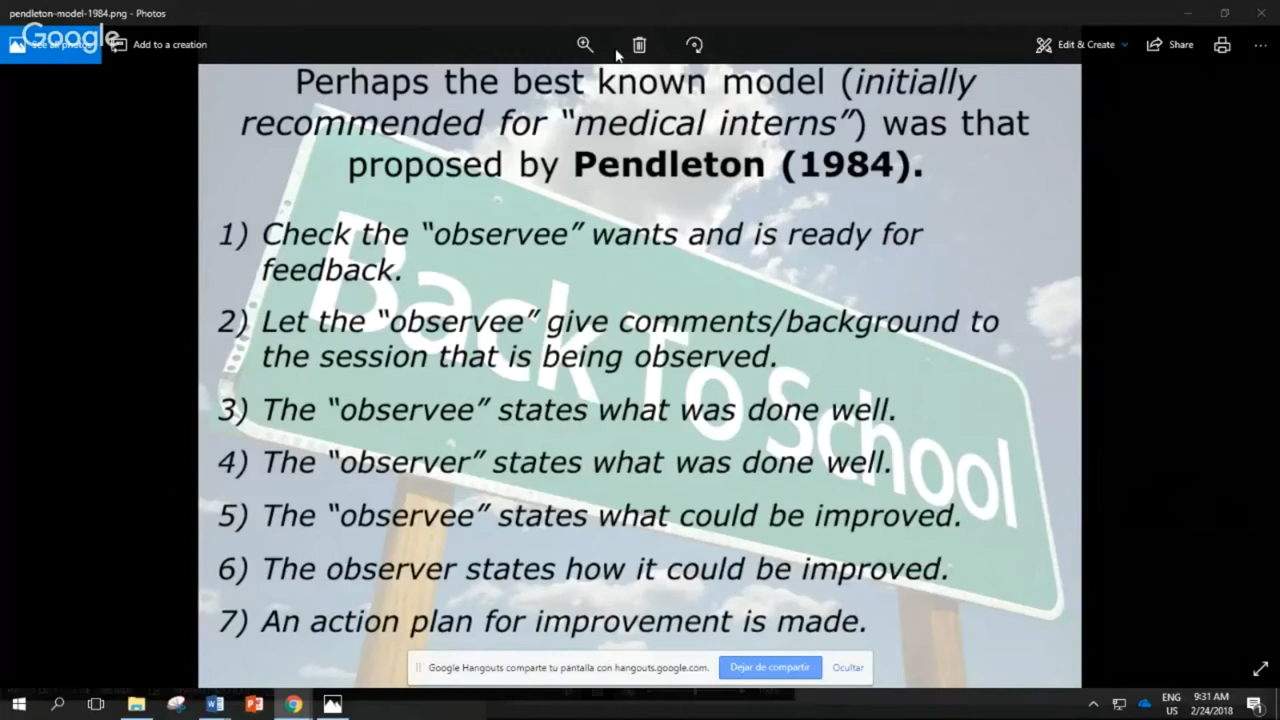 pendleton-model-1984.png - Photos
Google
Add to a creation
Edit & Create
Share
Perhaps the best known model (initially
recommended for “medical interns”) was that
proposed by Pendleton (1984).
1) Check the “observee” wants and is ready for
feedback.
2) Let the “observee” give comments/background to
the session that is being observed.
3) The “observee” states what was done well.
4) The “observer” states what was done well.
5) The “observee” states what could be improved.
6) The observer states how it could be improved.
7) An action plan for improvement is made.
Back To School
Google Hangouts comparte tu pantalla con hangouts.google.com.
Dejar de compartir
Ocultar
ENG
US
9:31 AM
2/24/2018